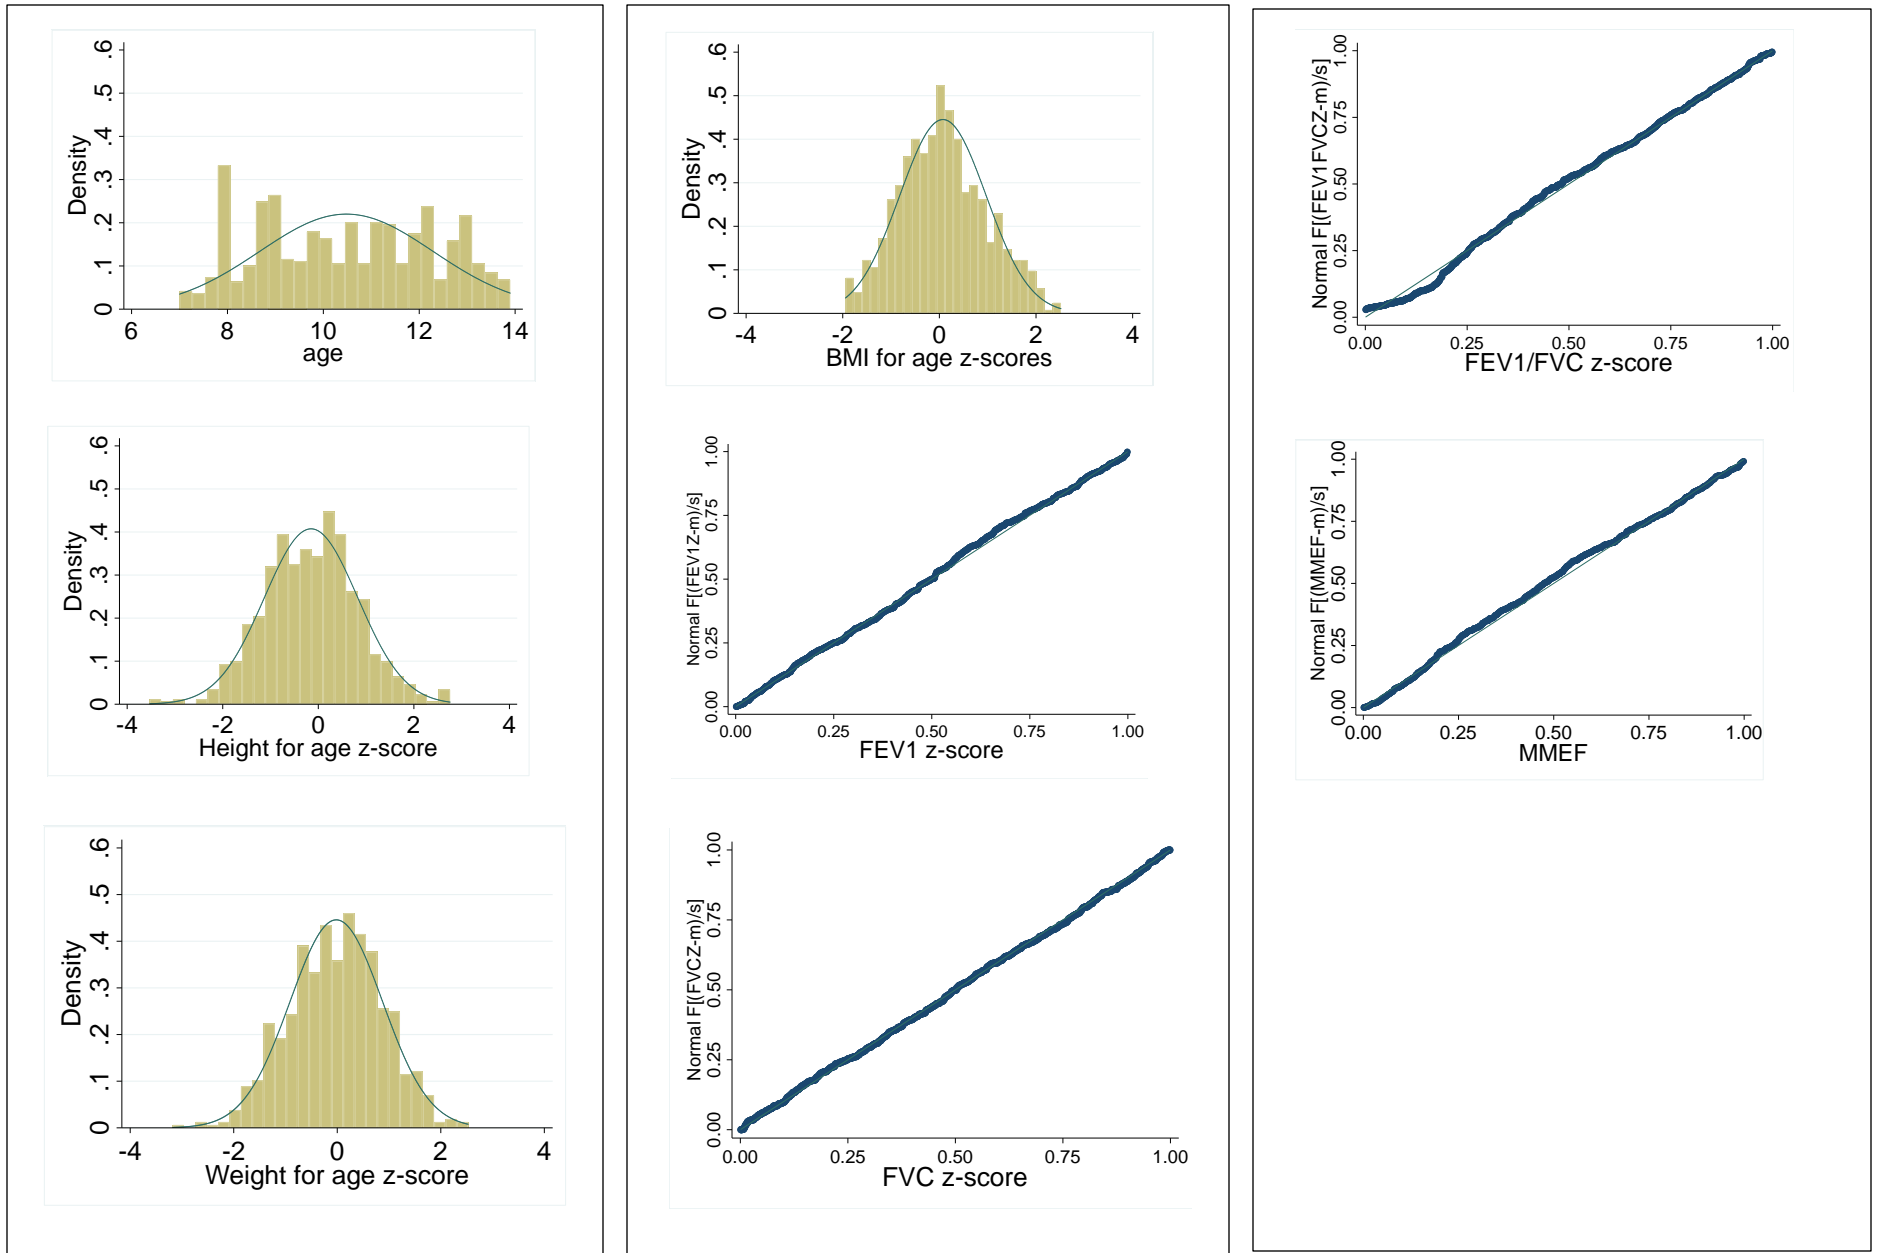 .6
.5
.4
.3
.2
.1
0
Density
6 8 10 12 14
age
.6
.5
.4
.3
.2
.1
0
Density
-4 -2 0 2 4
Height for age z-score
.6
.5
.4
.3
.2
.1
0
Density
-4 -2 0 2 4
Weight for age z-score
.6
.5
.4
.3
.2
.1
0
Density
-4 -2 0 2 4
BMI for age z-scores
Normal F[(FEV1Z-m)/s]
1.00
0.75
0.50
0.25
0.00
0.00 0.25 0.50 0.75 1.00
FEV1 z-score
Normal F[(FVCZ-m)/s]
1.00
0.75
0.50
0.25
0.00
0.00 0.25 0.50 0.75 1.00
FVC z-score
Normal F[(FEV1FVCZ-m)/s]
1.00
0.75
0.50
0.25
0.00
0.00 0.25 0.50 0.75 1.00
FEV1/FVC z-score
Normal F[(MMEF-m)/s]
1.00
0.75
0.50
0.25
0.00
0.00 0.25 0.50 0.75 1.00
MMEF